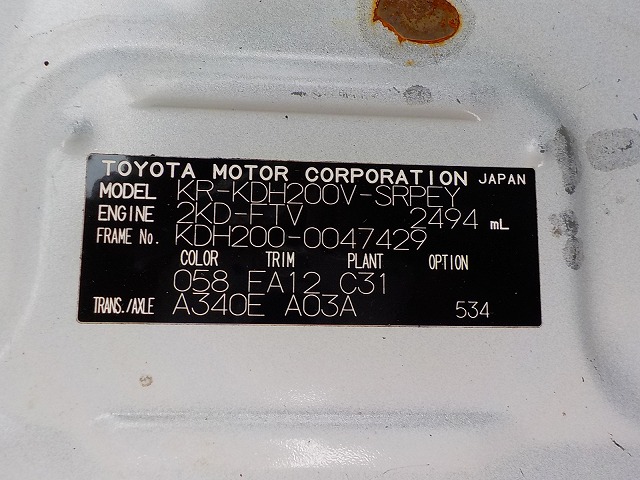 TOYOTA MOTOR CORPORATION JAPAN
MODEL KR-KDH200V-SRPEY
ENGINE 2KD-FTV 2494 mL
FRAME No. KDH200-0047429
COLOR TRIM PLANT OPTION
058 FA12 C31
TRANS./AXLE A340E A03A 534